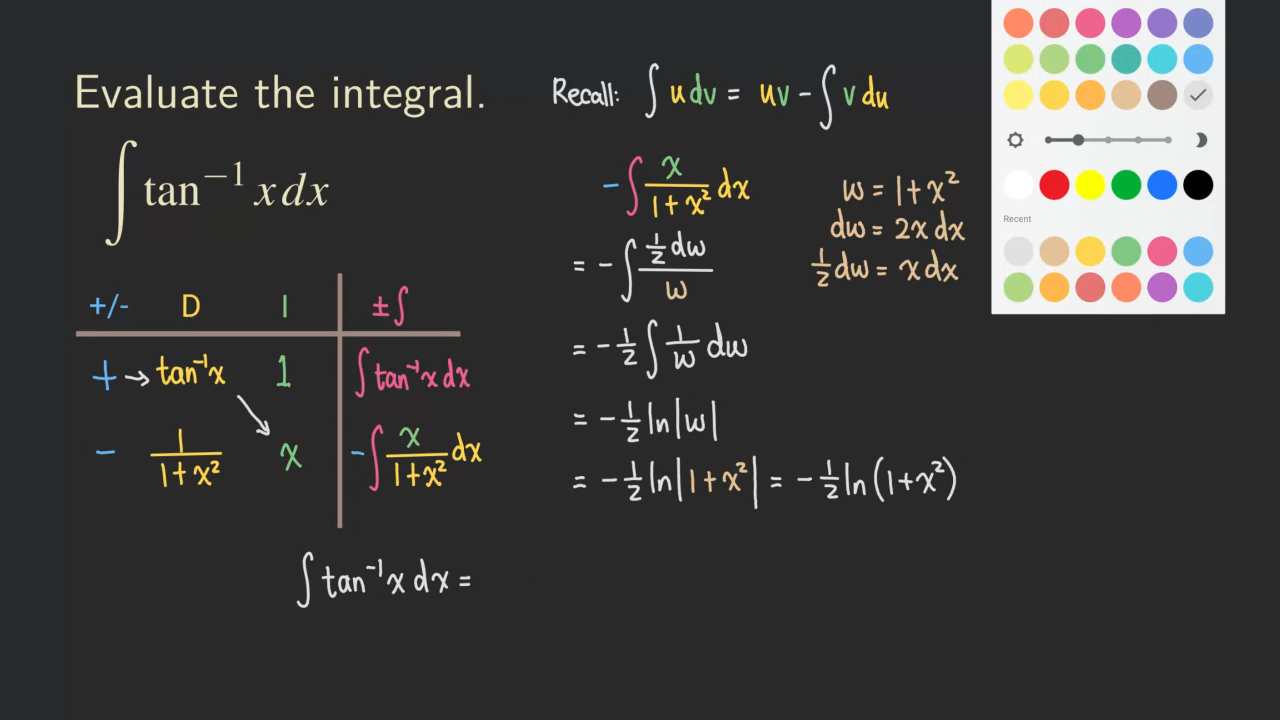 Evaluate the integral.
∫ tan⁻¹ x dx
+/- D I ±∫
+ → tan⁻¹x 1 ∫ tan⁻¹x dx
- 1/(1+x²) x -∫ x/(1+x²) dx
∫ tan⁻¹x dx =
Recall: ∫ u dv = uv - ∫ v du
-∫ x/(1+x²) dx
= -∫ (½ dw)/w
= -½ ∫ 1/w dw
= -½ ln|w|
= -½ ln|1+x²| = -½ ln(1+x²)
w = 1+x²
dw = 2x dx
½ dw = x dx
Recent